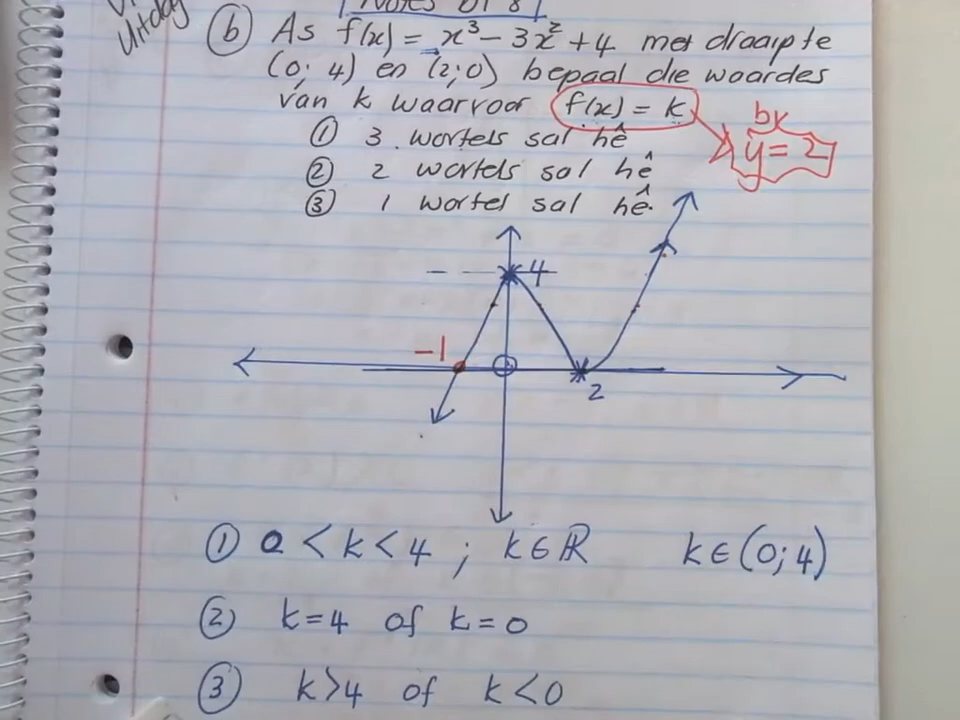 Uitdag
ⓑ As f(x) = x³ - 3x² + 4 met draaipte
(0; 4) en (2;0) bepaal die waardes
van k waarvoor f(x) = k
bv
y = 2
① 3 wortels sal hê
② 2 wortels sal hê
③ 1 wortel sal hê.
4
-1
2
① 0 < k < 4 ; k ∈ ℝ k ∈ (0; 4)
② k = 4 of k = 0
③ k > 4 of k < 0